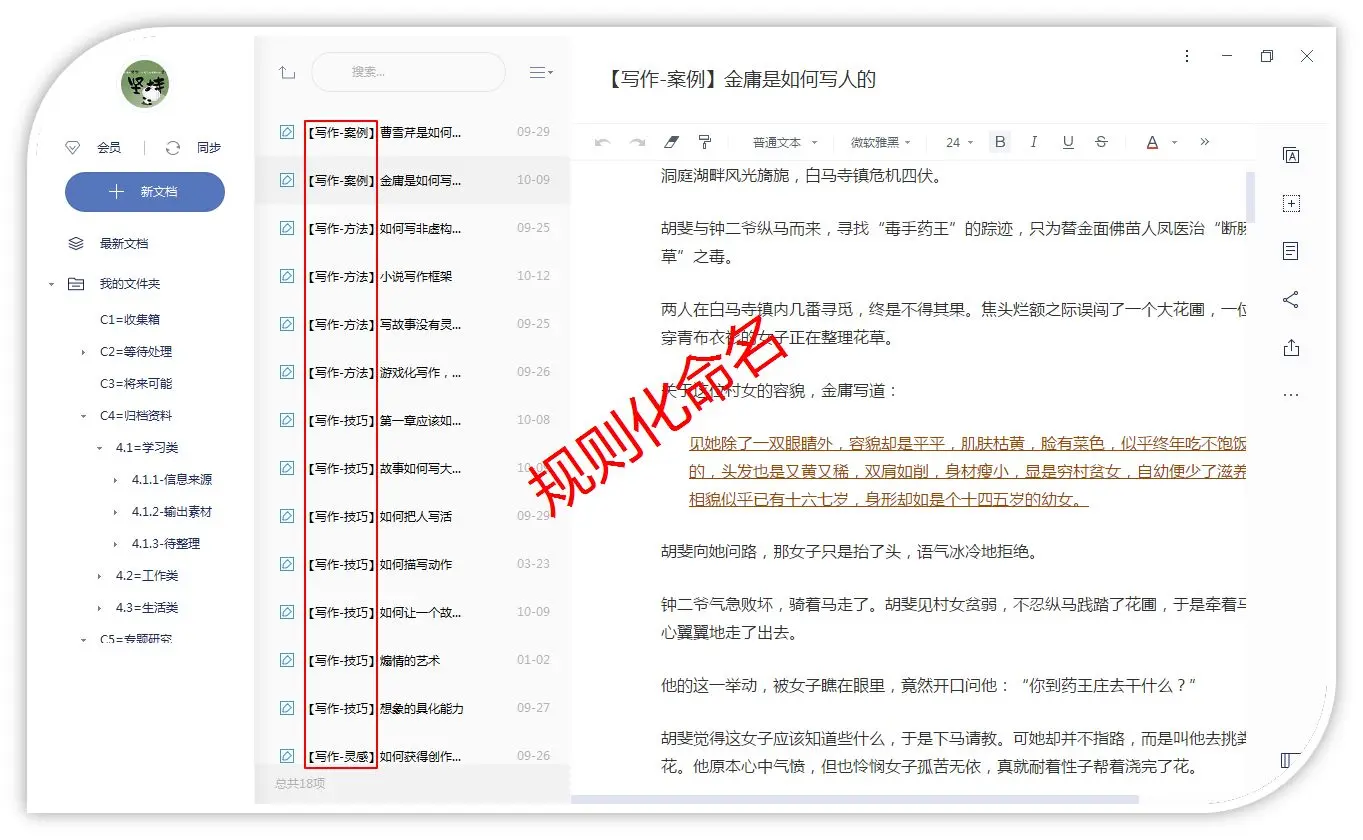 坚持
会员
同步
新文档
最新文档
我的文件夹
C1=收集箱
C2=等待处理
C3=将来可能
C4=归档资料
4.1=学习类
4.1.1-信息来源
4.1.2-输出素材
4.1.3-待整理
4.2=工作类
4.3=生活类
C5=专题研究
搜索...
【写作-案例】曹雪芹是如何... 09-29
【写作-案例】金庸是如何写... 10-09
【写作-方法】如何写非虚构... 09-25
【写作-方法】小说写作框架 10-12
【写作-方法】写故事没有灵... 09-25
【写作-方法】游戏化写作，... 09-26
【写作-技巧】第一章应该如... 10-08
【写作-技巧】故事如何写大...
【写作-技巧】如何把人写活 09-29
【写作-技巧】如何描写动作 03-23
【写作-技巧】如何让一个故... 10-09
【写作-技巧】煽情的艺术 01-02
【写作-技巧】想象的具化能力 09-27
【写作-灵感】如何获得创作... 09-26
总共18项
【写作-案例】金庸是如何写人的
普通文本 微软雅黑 24 B I U S A »
洞庭湖畔风光旖旎，白马寺镇危机四伏。
胡斐与钟二爷纵马而来，寻找“毒手药王”的踪迹，只为替金面佛苗人凤医治“断肠
草”之毒。
两人在白马寺镇内几番寻觅，终是不得其果。焦头烂额之际误闯了一个大花圃，一位
穿青布衣衫的女子正在整理花草。
关于这位村女的容貌，金庸写道：
见她除了一双眼睛外，容貌却是平平，肌肤枯黄，脸有菜色，似乎终年吃不饱饭
的，头发也是又黄又稀，双肩如削，身材瘦小，显是穷村贫女，自幼便少了滋养
相貌似乎已有十六七岁，身形却如是个十四五岁的幼女。
胡斐向她问路，那女子只是抬了头，语气冰冷地拒绝。
钟二爷气急败坏，骑着马走了。胡斐见村女贫弱，不忍纵马践踏了花圃，于是牵着马
心翼翼地走了出去。
他的这一举动，被女子瞧在眼里，竟然开口问他：“你到药王庄去干什么？”
胡斐觉得这女子应该知道些什么，于是下马请教。可她却并不指路，而是叫他去挑粪
花。他原本心中气愤，但也怜悯女子孤苦无依，真就耐着性子帮着浇完了花。
规则化命名